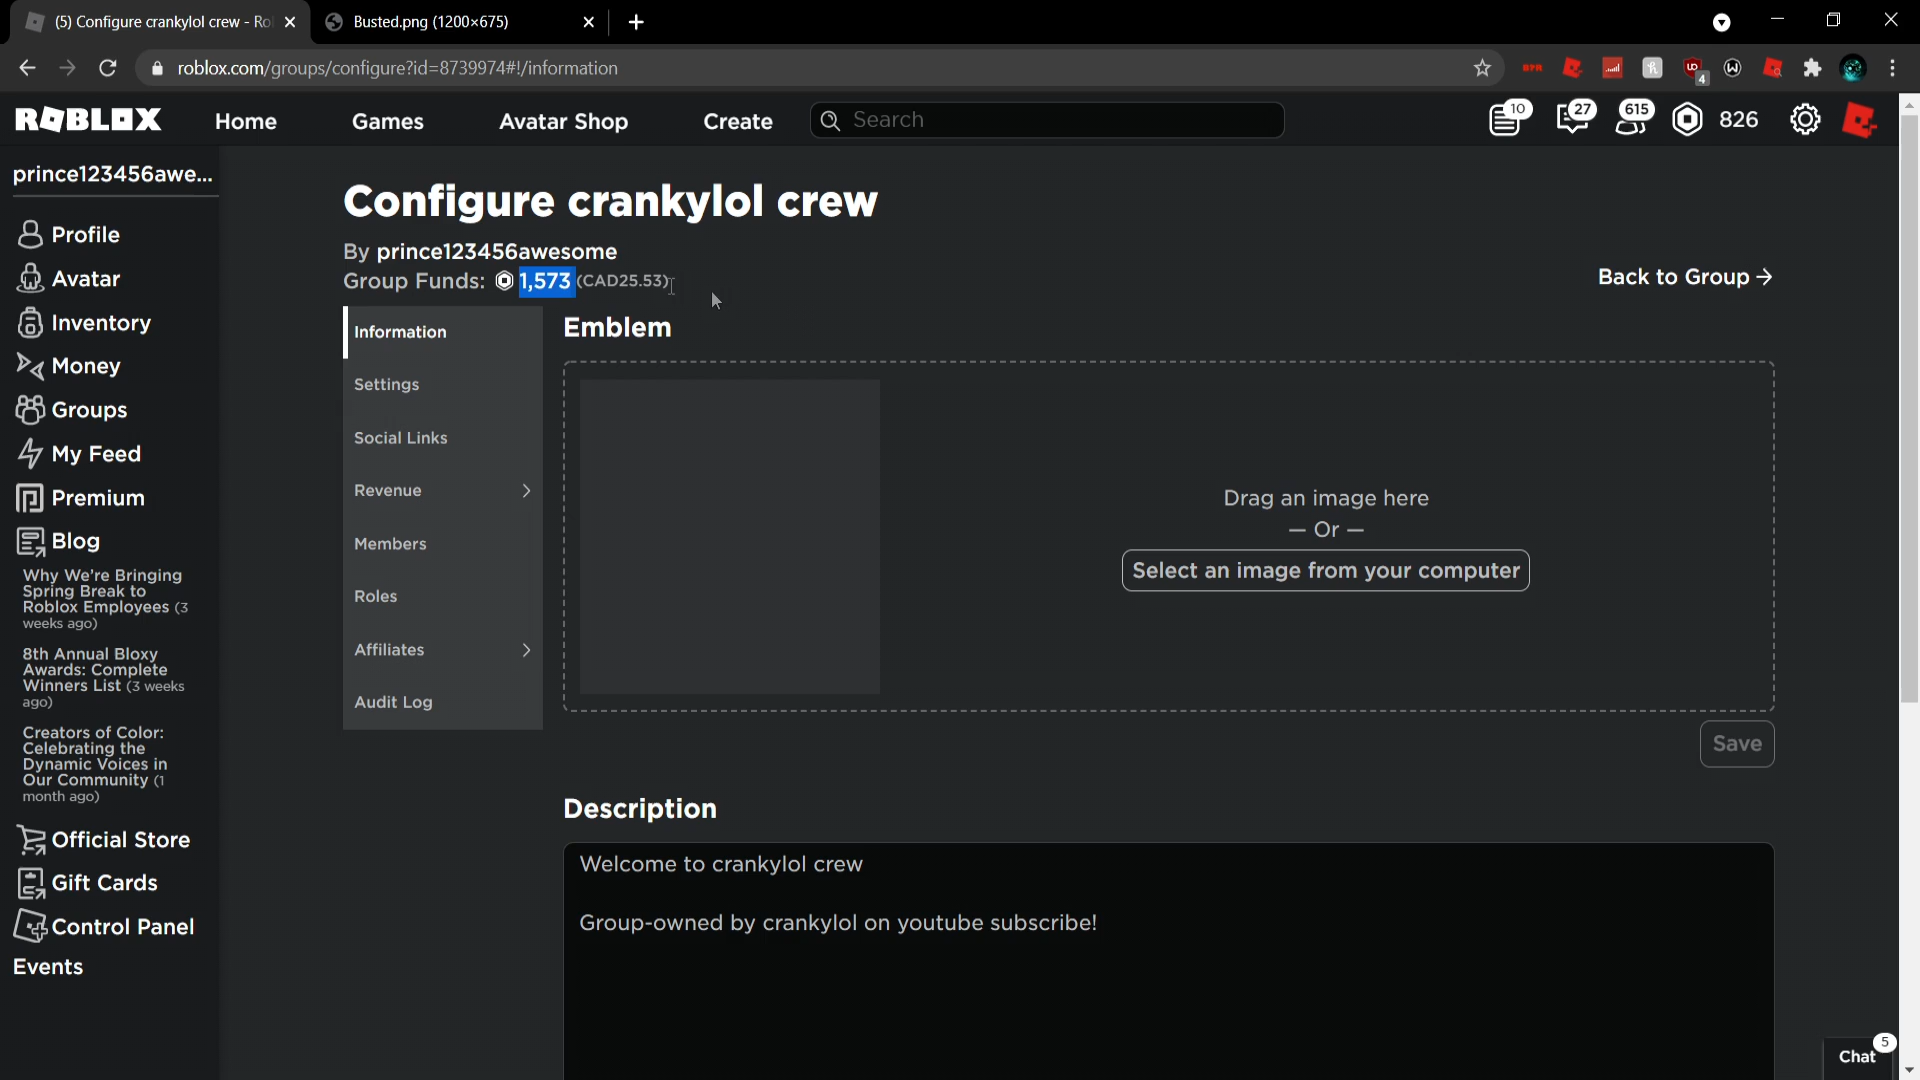 (5) Configure crankylol crew - Ro
Busted.png (1200×675)
roblox.com/groups/configure?id=8739974#!/information
4
ROBLOX
Home
Games
Avatar Shop
Create
Search
10
27
615
826
prince123456awe...
Profile
Avatar
Inventory
Money
Groups
My Feed
Premium
Blog
Why We're Bringing
Spring Break to
Roblox Employees (3
weeks ago)
8th Annual Bloxy
Awards: Complete
Winners List (3 weeks
ago)
Creators of Color:
Celebrating the
Dynamic Voices in
Our Community (1
month ago)
Official Store
Gift Cards
Control Panel
Events
Configure crankylol crew
By prince123456awesome
Group Funds: 1,573 (CAD25.53)
Back to Group →
Information
Settings
Social Links
Revenue
Members
Roles
Affiliates
Audit Log
Emblem
Drag an image here
— Or —
Select an image from your computer
Save
Description
Welcome to crankylol crew
Group-owned by crankylol on youtube subscribe!
Chat
5